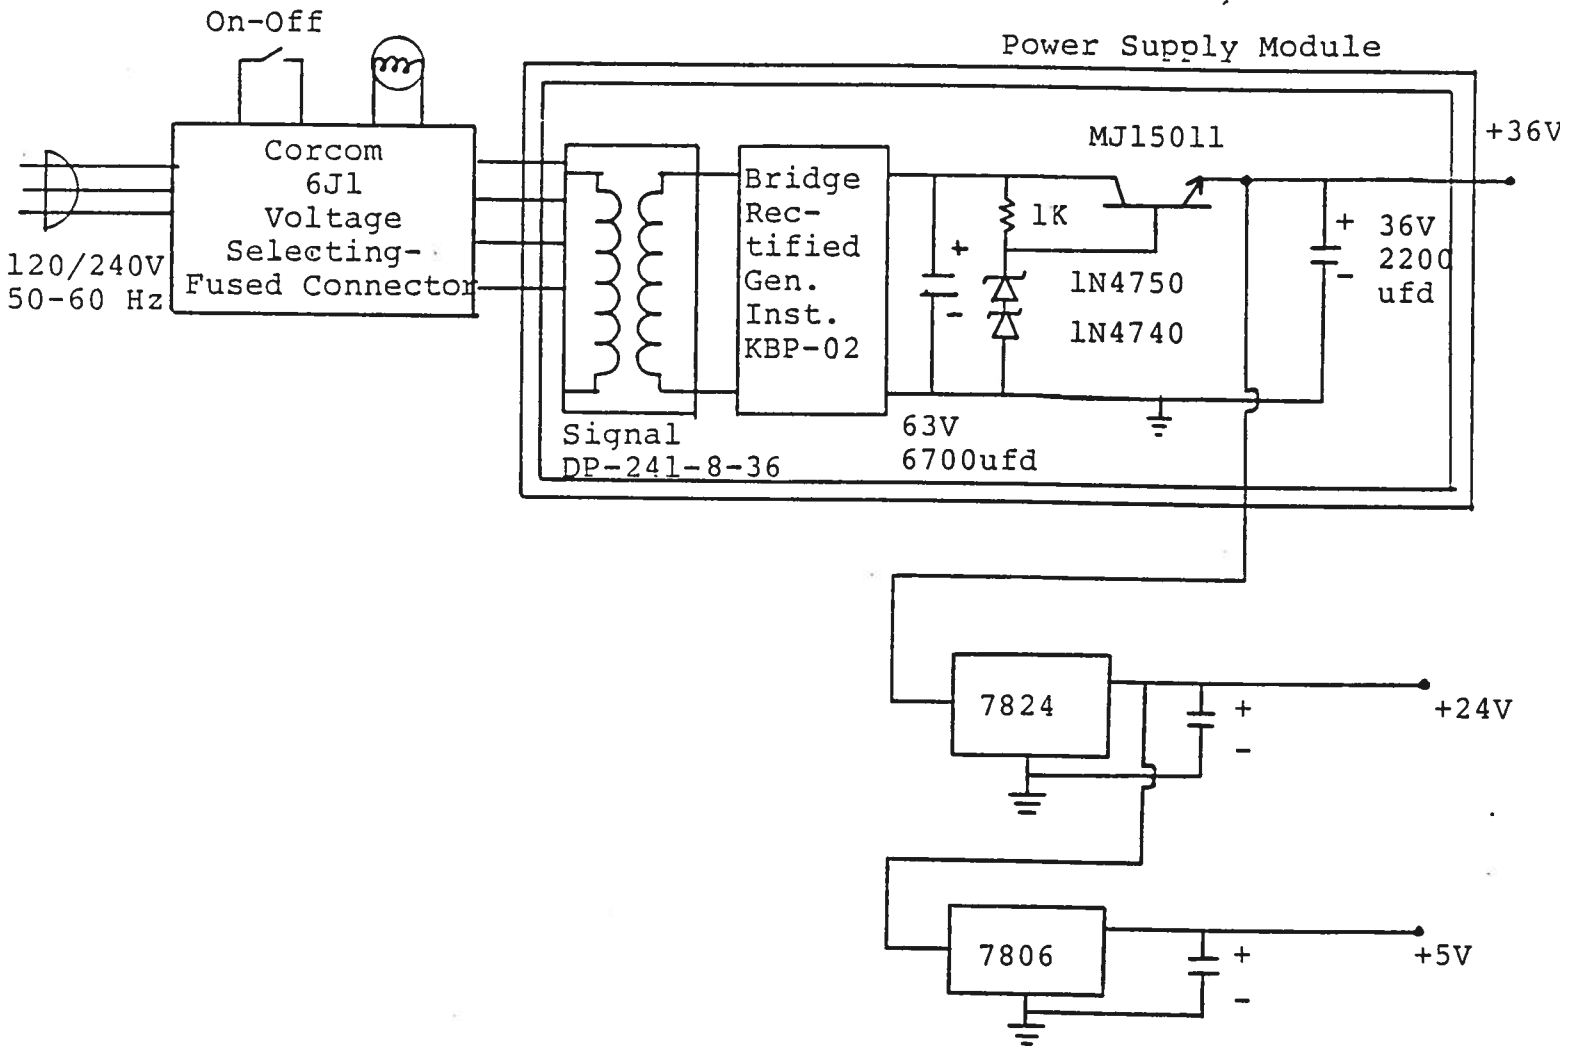 On-Off
Power Supply Module
Corcom
6J1
Voltage
Selecting-
Fused Connector
120/240V
50-60 Hz
Signal
DP-241-8-36
Bridge
Rec-
tified
Gen.
Inst.
KBP-02
+
-
63V
6700ufd
1K
1N4750
1N4740
MJ15011
+
-
36V
2200
ufd
+36V
7824
+
-
+24V
7806
+
-
+5V